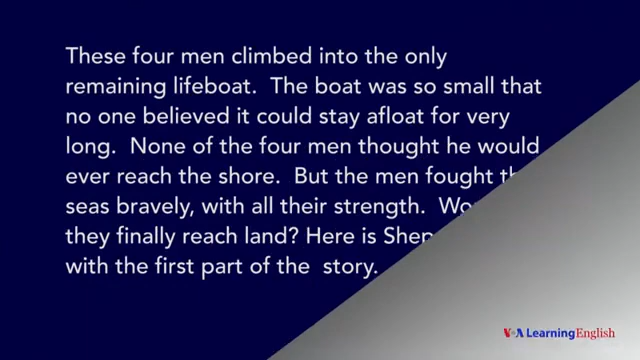 These four men climbed into the only
remaining lifeboat. The boat was so small that
no one believed it could stay afloat for very
long. None of the four men thought he would
ever reach the shore. But the men fought
seas bravely, with all their strength.
they finally reach land? Here is
with the first part of the story.
VOA Learning English